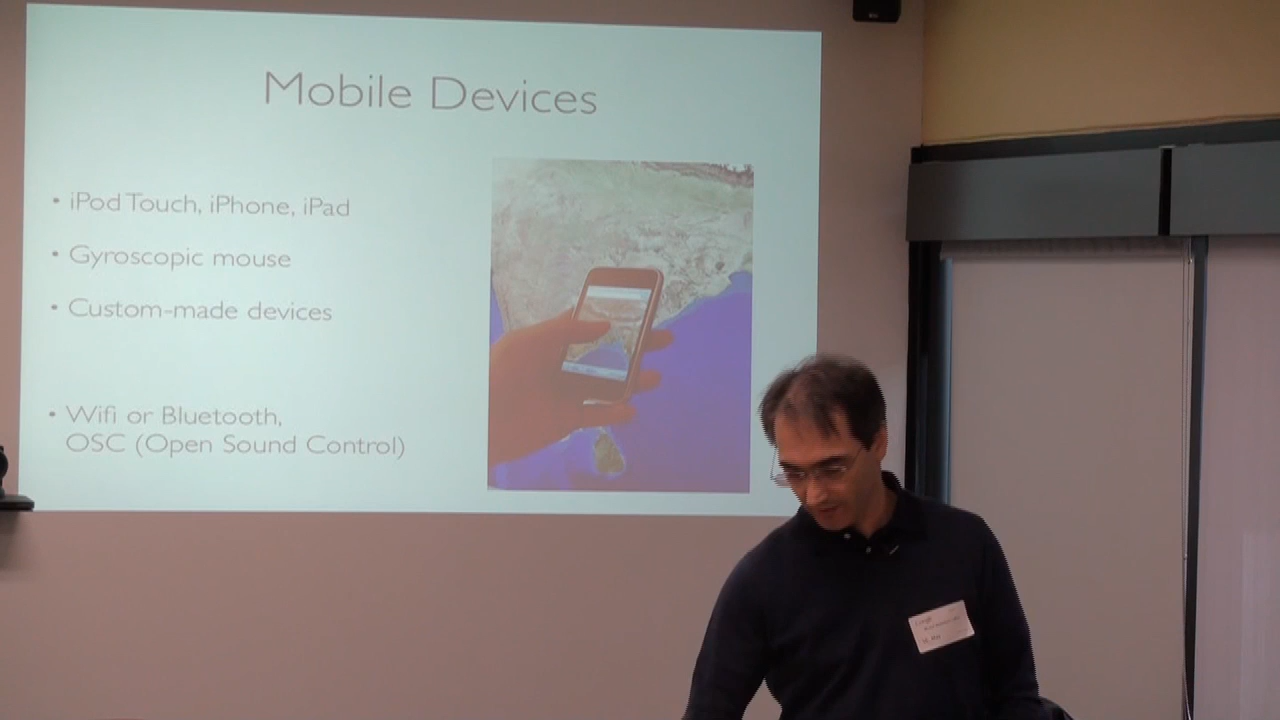 Mobile Devices
• iPod Touch, iPhone, iPad
• Gyroscopic mouse
• Custom-made devices
• Wifi or Bluetooth,
OSC (Open Sound Control)